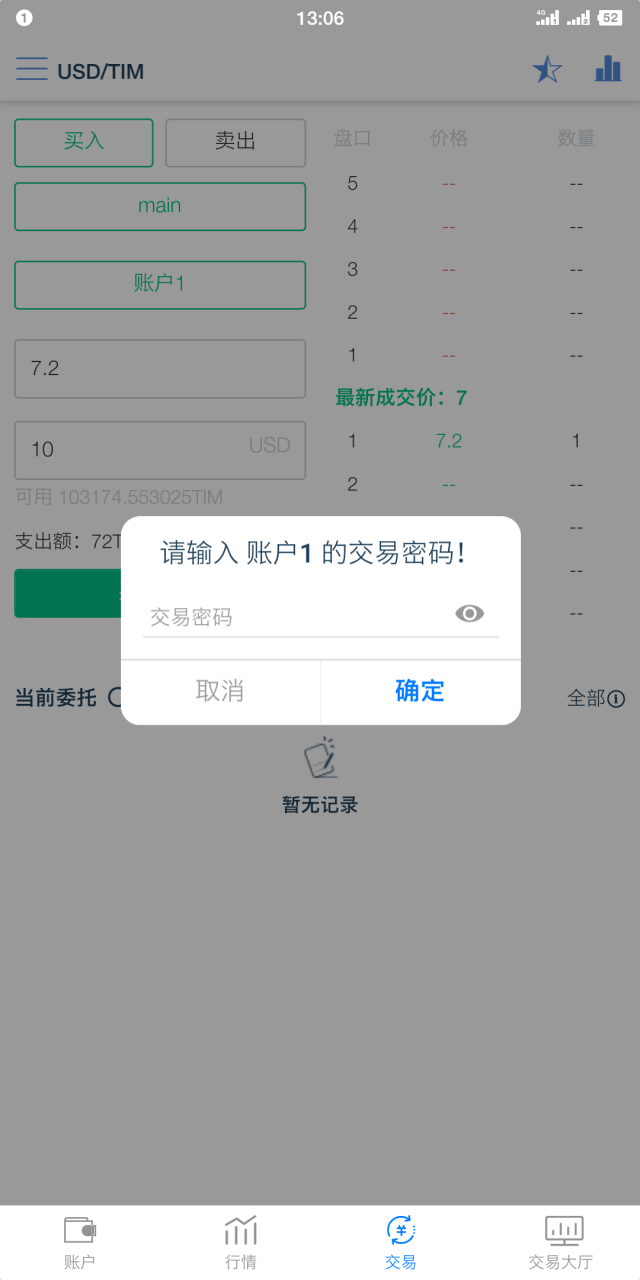 1 13:06 4G 2 52
USD/TIM
买入 卖出 盘口 价格 数量
5 -- --
main
4 -- --
3 -- --
账户1
2 -- --
1 -- --
7.2
最新成交价：7
10 USD
1 7.2 1
2 -- --
可用 103174.553025TIM
--
支出额：72T
--
--
请输入 账户1 的交易密码！
交易密码
取消 确定
当前委托 全部
暂无记录
账户 行情 交易 交易大厅